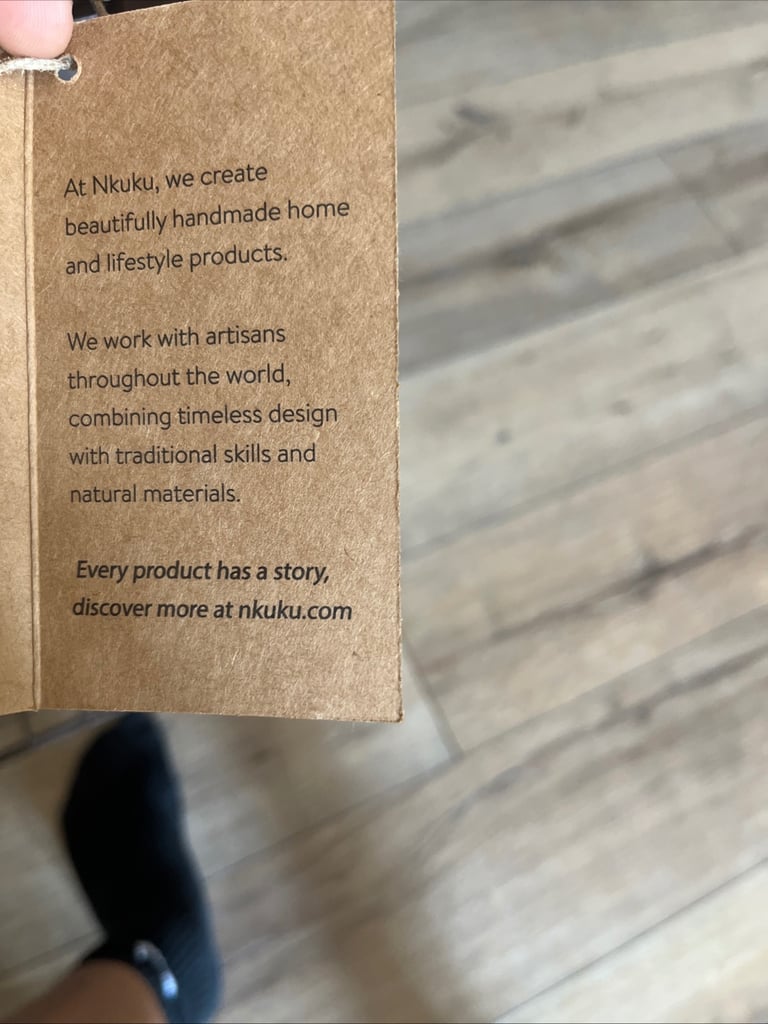 At Nkuku, we create
beautifully handmade home
and lifestyle products.
We work with artisans
throughout the world,
combining timeless design
with traditional skills and
natural materials.
Every product has a story,
discover more at nkuku.com